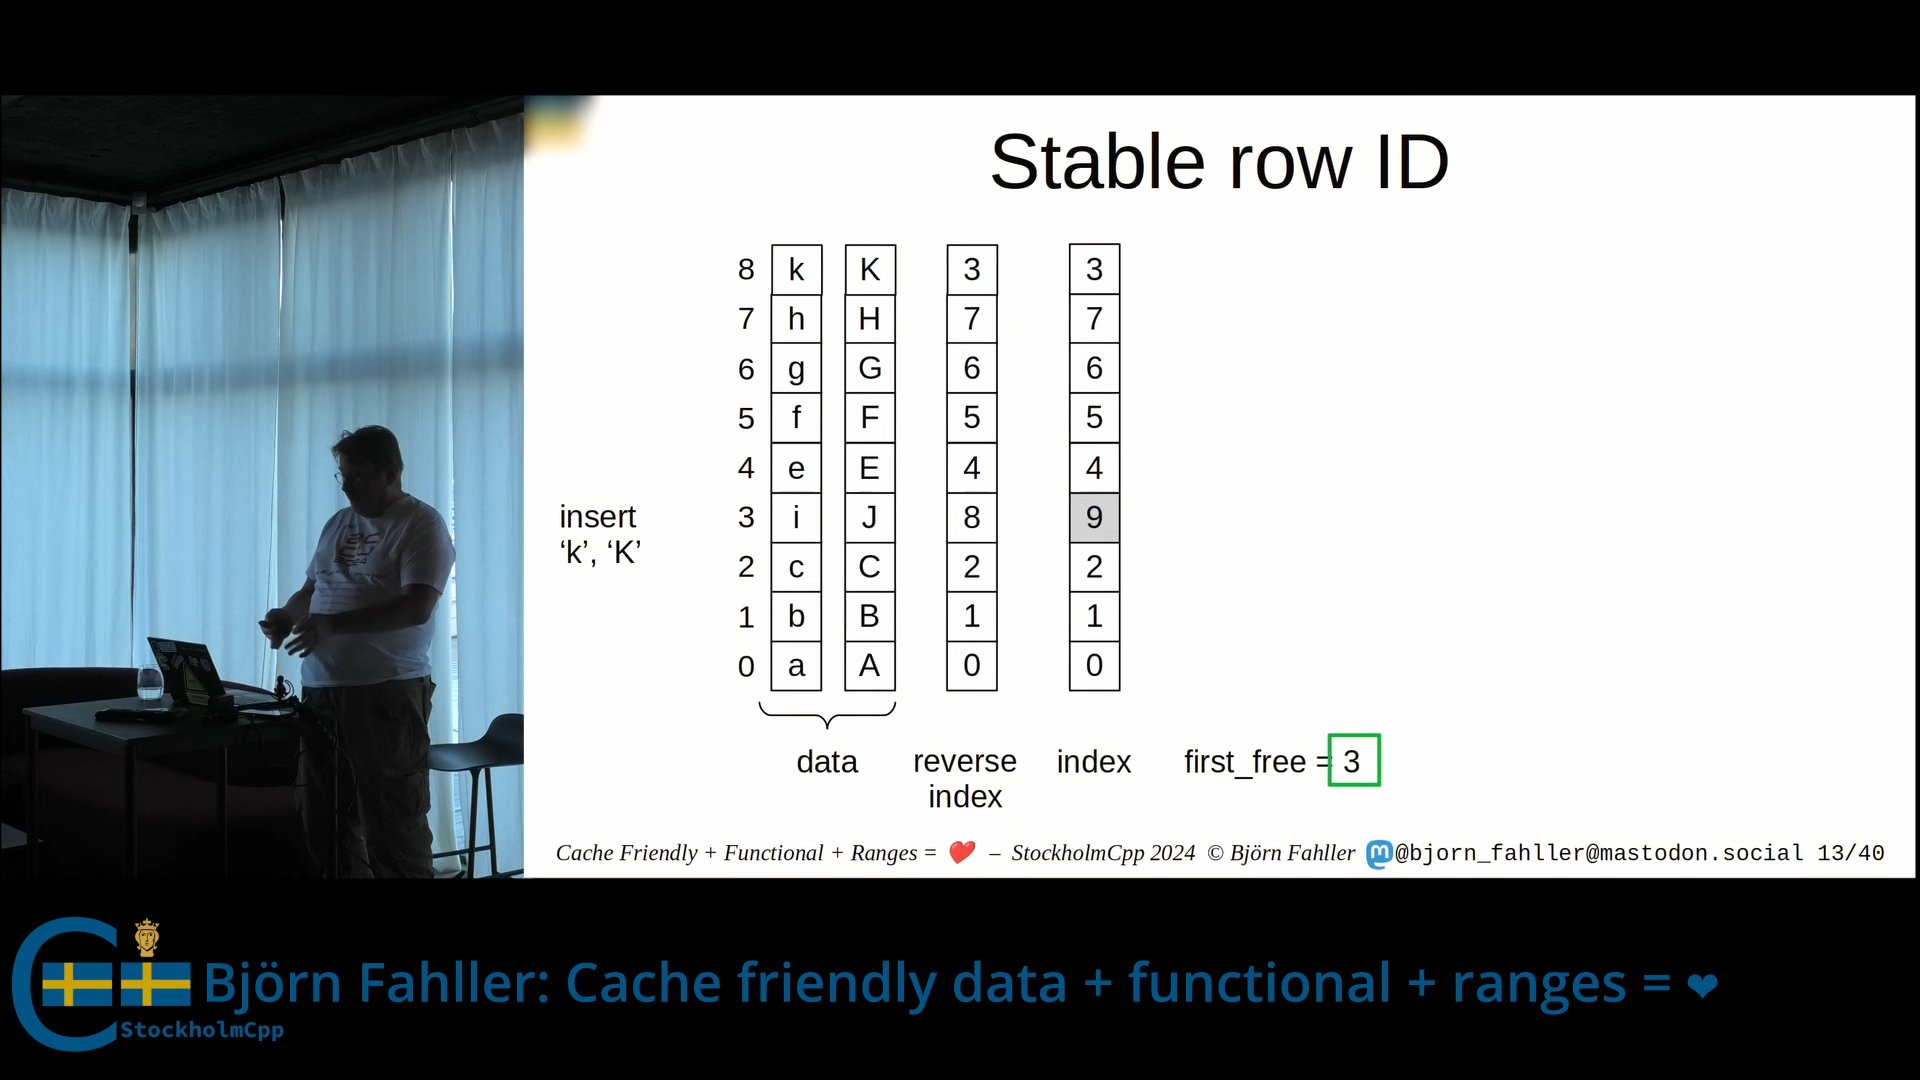 Stable row ID
8 k K 3 3
7 h H 7 7
6 g G 6 6
5 f F 5 5
4 e E 4 4
insert
‘k’, ‘K’
3 i J 8 9
2 c C 2 2
1 b B 1 1
0 a A 0 0
data
reverse
index
index
first_free = 3
Cache Friendly + Functional + Ranges = ❤️ – StockholmCpp 2024 © Björn Fahller @bjorn_fahller@mastodon.social 13/40
Björn Fahller: Cache friendly data + functional + ranges = ❤
StockholmCpp